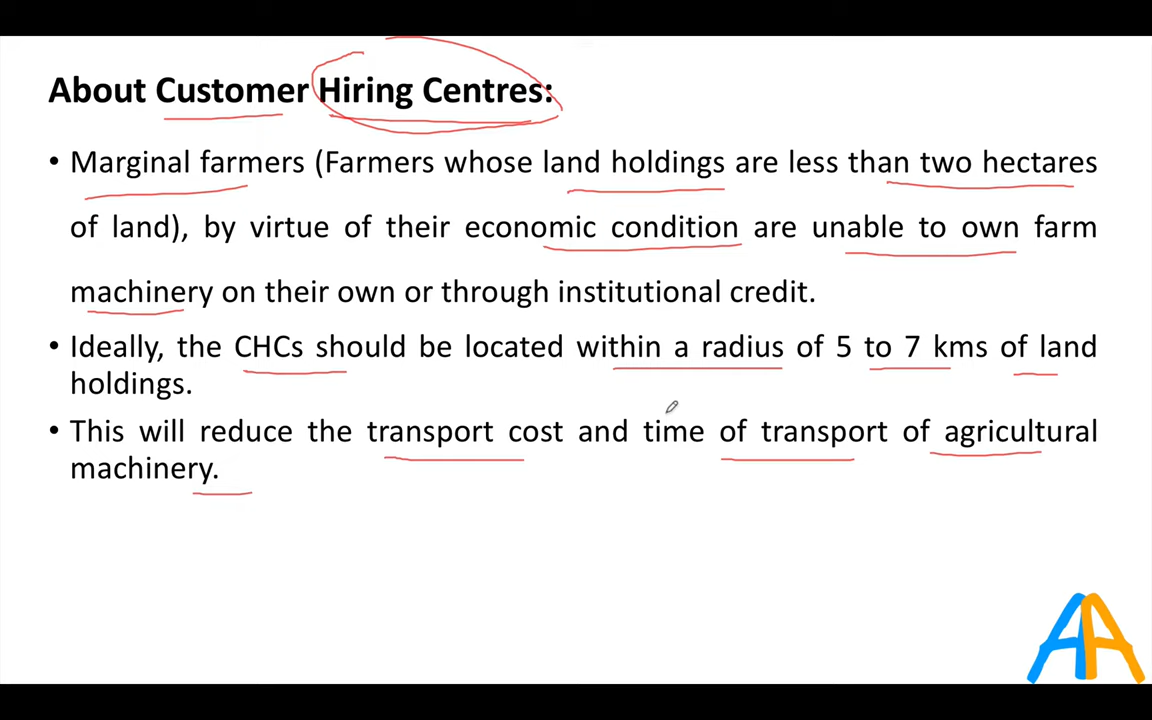 About Customer Hiring Centres:
• Marginal farmers (Farmers whose land holdings are less than two hectares
of land), by virtue of their economic condition are unable to own farm
machinery on their own or through institutional credit.
• Ideally, the CHCs should be located within a radius of 5 to 7 kms of land
holdings.
• This will reduce the transport cost and time of transport of agricultural
machinery.
AA